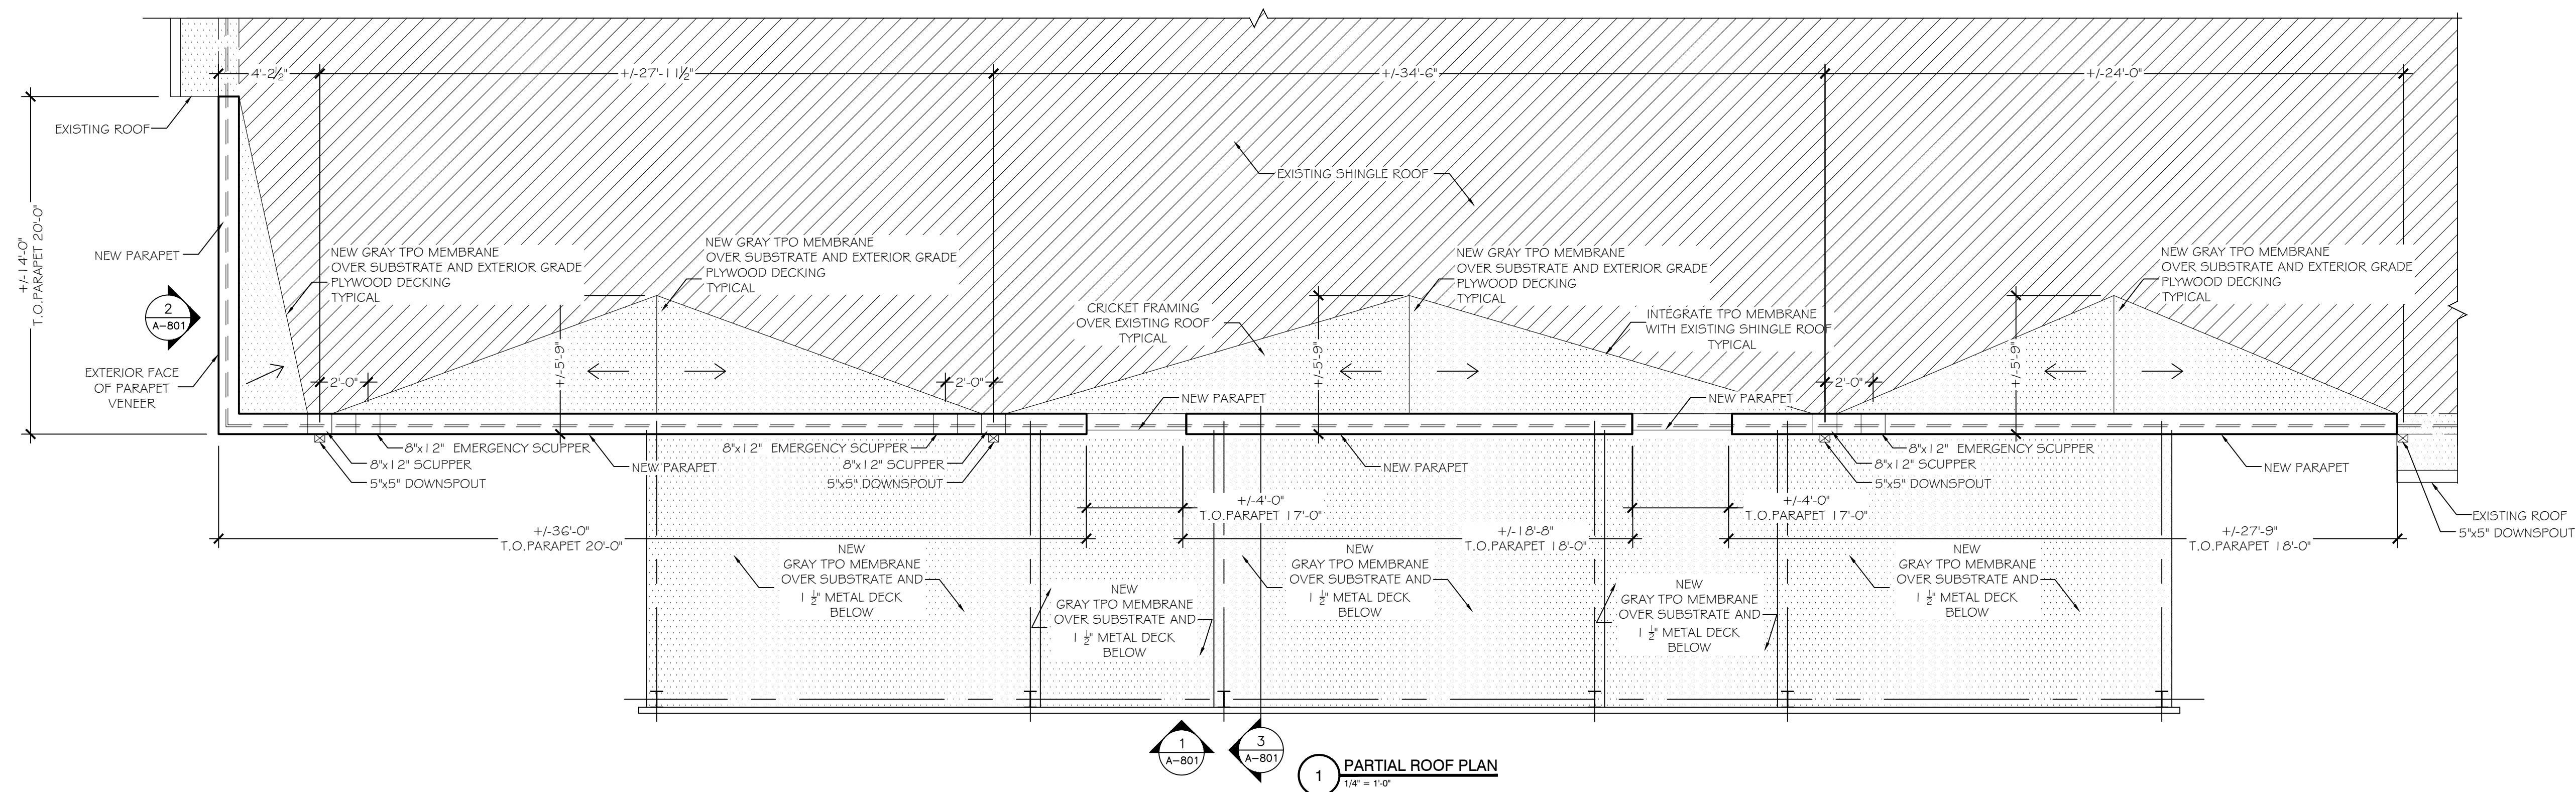 4'-2½"
+/-27'-11½"
+/-34'-6"
+/-24'-0"
EXISTING ROOF
EXISTING SHINGLE ROOF
+/-14'-0"
T.O.PARAPET 20'-0"
NEW PARAPET
NEW GRAY TPO MEMBRANE
OVER SUBSTRATE AND EXTERIOR GRADE
PLYWOOD DECKING
TYPICAL
NEW GRAY TPO MEMBRANE
OVER SUBSTRATE AND EXTERIOR GRADE
PLYWOOD DECKING
TYPICAL
NEW GRAY TPO MEMBRANE
OVER SUBSTRATE AND EXTERIOR GRADE
PLYWOOD DECKING
TYPICAL
NEW GRAY TPO MEMBRANE
OVER SUBSTRATE AND EXTERIOR GRADE
PLYWOOD DECKING
TYPICAL
2
A-801
CRICKET FRAMING
OVER EXISTING ROOF
TYPICAL
INTEGRATE TPO MEMBRANE
WITH EXISTING SHINGLE ROOF
TYPICAL
EXTERIOR FACE
OF PARAPET
VENEER
2'-0"
+/-5'-9"
2'-0"
+/-5'-9"
2'-0"
+/-5'-9"
NEW PARAPET
NEW PARAPET
8"x12" EMERGENCY SCUPPER
8"x12" SCUPPER
5"x5" DOWNSPOUT
NEW PARAPET
8"x12" EMERGENCY SCUPPER
8"x12" SCUPPER
5"x5" DOWNSPOUT
NEW PARAPET
8"x12" EMERGENCY SCUPPER
8"x12" SCUPPER
5"x5" DOWNSPOUT
NEW PARAPET
+/-4'-0"
T.O.PARAPET 17'-0"
+/-4'-0"
T.O.PARAPET 17'-0"
EXISTING ROOF
5"x5" DOWNSPOUT
+/-36'-0"
T.O.PARAPET 20'-0"
+/-18'-8"
T.O.PARAPET 18'-0"
+/-27'-9"
T.O.PARAPET 18'-0"
NEW
GRAY TPO MEMBRANE
OVER SUBSTRATE AND
1 ½" METAL DECK
BELOW
NEW
GRAY TPO MEMBRANE
OVER SUBSTRATE AND
1 ½" METAL DECK
BELOW
NEW
GRAY TPO MEMBRANE
OVER SUBSTRATE AND
1 ½" METAL DECK
BELOW
NEW
GRAY TPO MEMBRANE
OVER SUBSTRATE AND
1 ½" METAL DECK
BELOW
NEW
GRAY TPO MEMBRANE
OVER SUBSTRATE AND
1 ½" METAL DECK
BELOW
1
A-801
3
A-801
1
PARTIAL ROOF PLAN
1/4" = 1'-0"